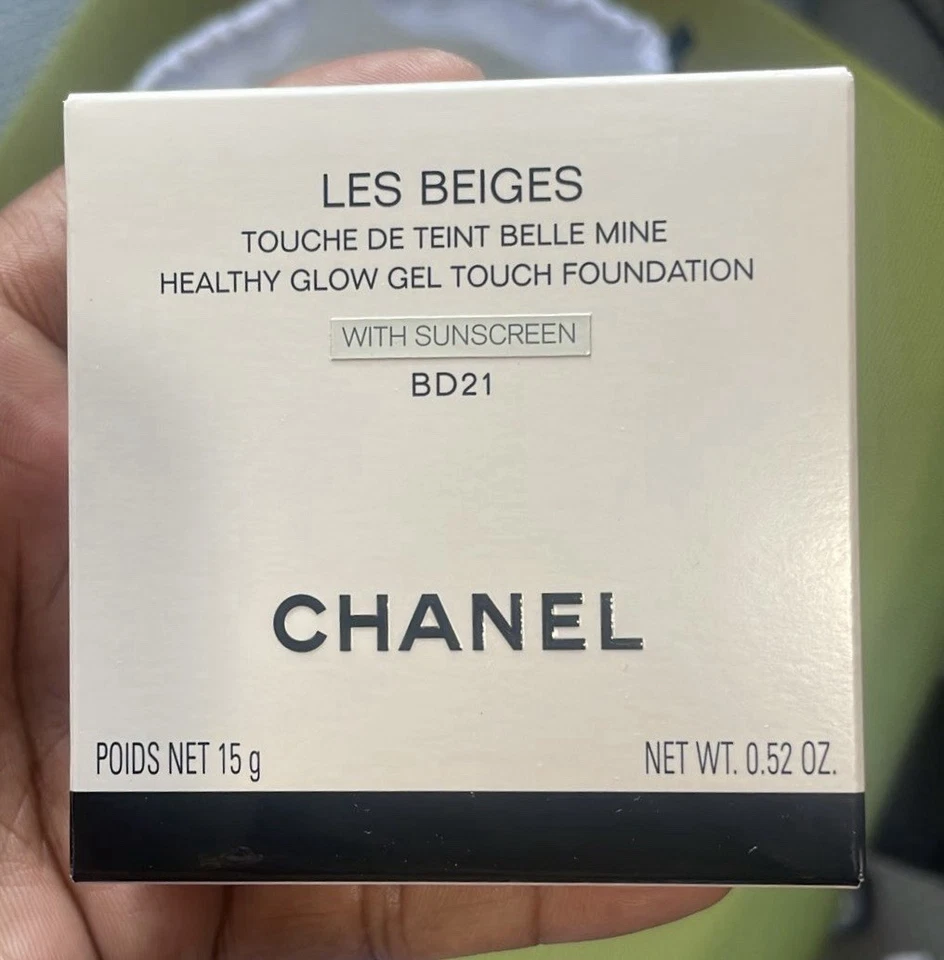 LES BEIGES
TOUCHE DE TEINT BELLE MINE
HEALTHY GLOW GEL TOUCH FOUNDATION
WITH SUNSCREEN
BD21
CHANEL
POIDS NET 15 g
NET WT. 0.52 OZ.